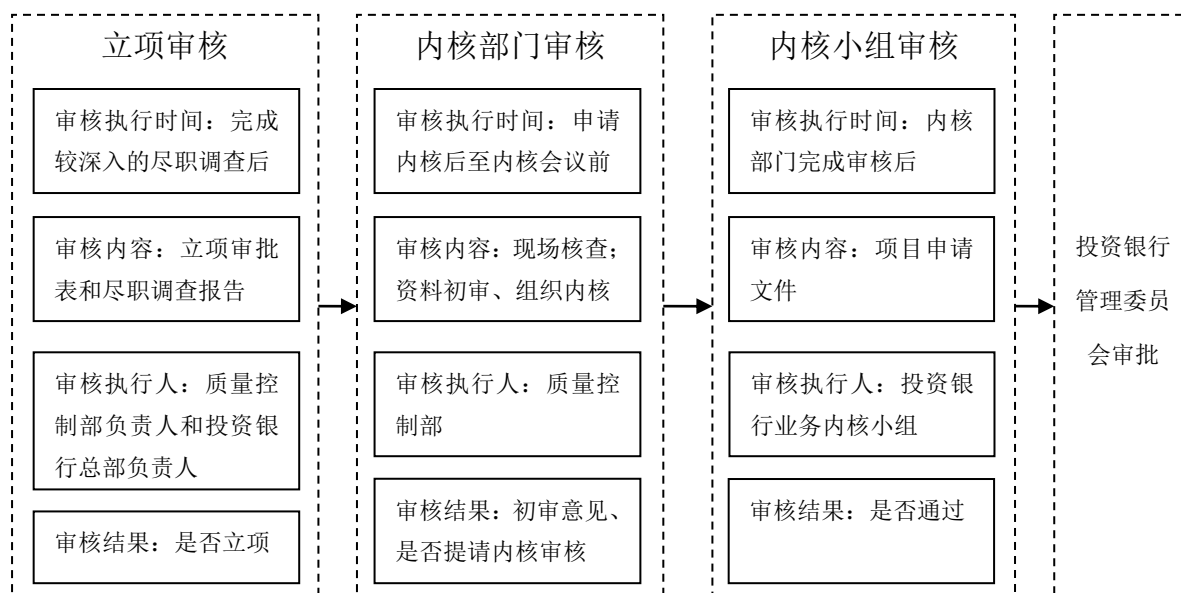 立项审核
审核执行时间：完成
较深入的尽职调查后
审核内容：立项审批
表和尽职调查报告
审核执行人：质量控
制部负责人和投资银
行总部负责人
审核结果：是否立项
内核部门审核
审核执行时间：申请
内核后至内核会议前
审核内容：现场核查；
资料初审、组织内核
审核执行人：质量控
制部
审核结果：初审意见、
是否提请内核审核
内核小组审核
审核执行时间：内核
部门完成审核后
审核内容：项目申请
文件
审核执行人：投资银
行业务内核小组
审核结果：是否通过
投资银行
管理委员
会审批